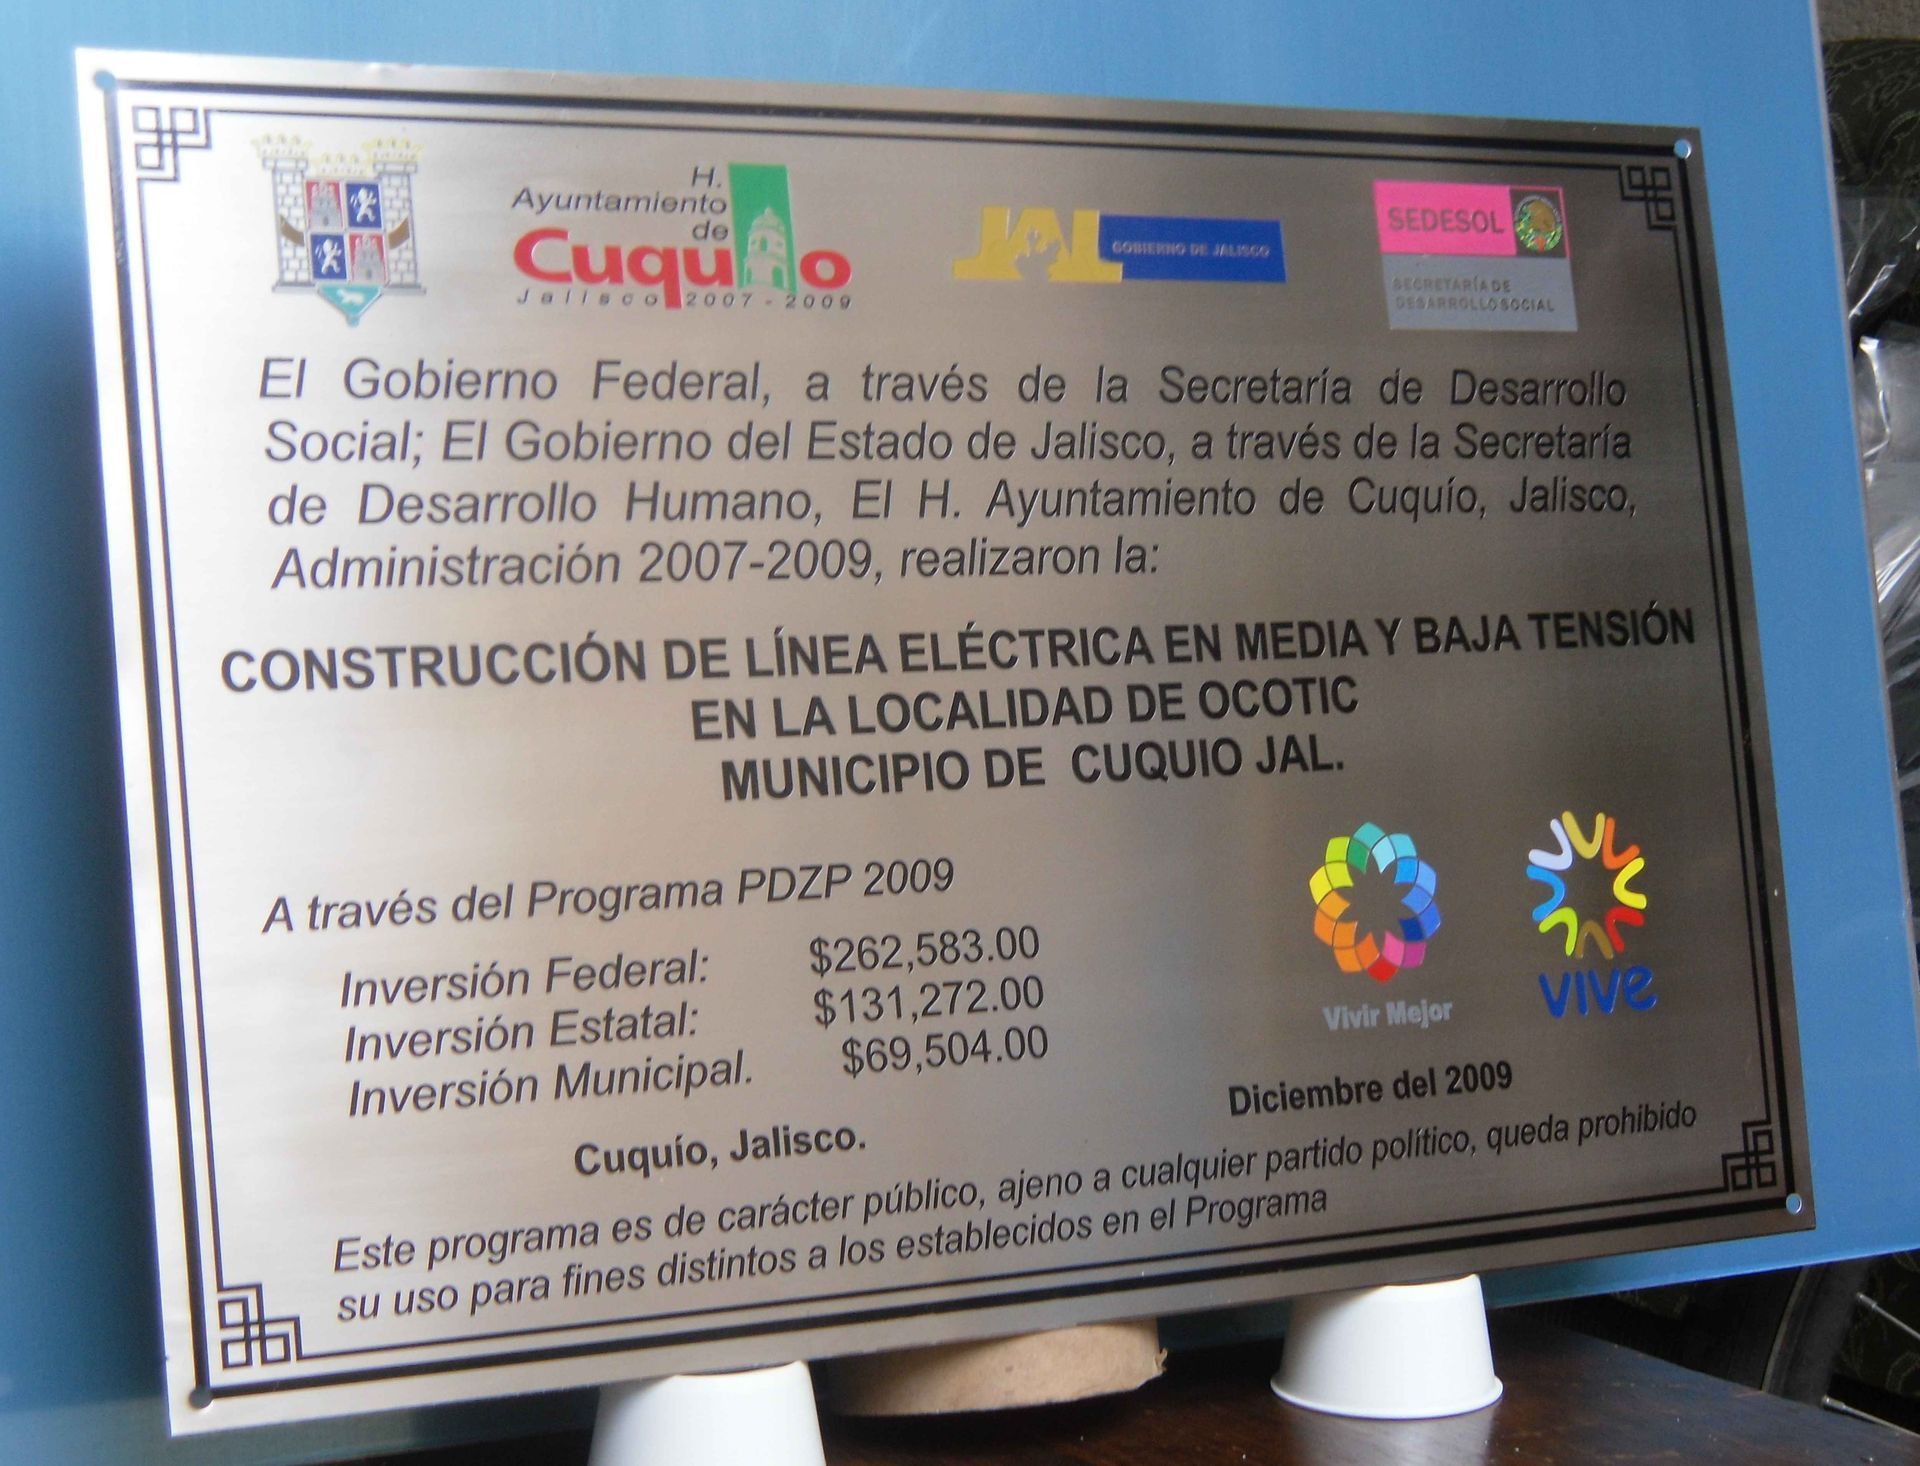 H.
Ayuntamiento
de
Cuquío
Jalisco 2007 - 2009
JAL
GOBIERNO DE JALISCO
SEDESOL
SECRETARÍA DE
DESARROLLO SOCIAL
El Gobierno Federal, a través de la Secretaría de Desarrollo
Social; El Gobierno del Estado de Jalisco, a través de la Secretaría
de Desarrollo Humano, El H. Ayuntamiento de Cuquío, Jalisco,
Administración 2007-2009, realizaron la:
CONSTRUCCIÓN DE LÍNEA ELÉCTRICA EN MEDIA Y BAJA TENSIÓN
EN LA LOCALIDAD DE OCOTIC
MUNICIPIO DE CUQUIO JAL.
A través del Programa PDZP 2009
Inversión Federal: $262,583.00
Inversión Estatal: $131,272.00
Inversión Municipal. $69,504.00
Vivir Mejor
vive
Cuquío, Jalisco.
Diciembre del 2009
Este programa es de carácter público, ajeno a cualquier partido político, queda prohibido
su uso para fines distintos a los establecidos en el Programa